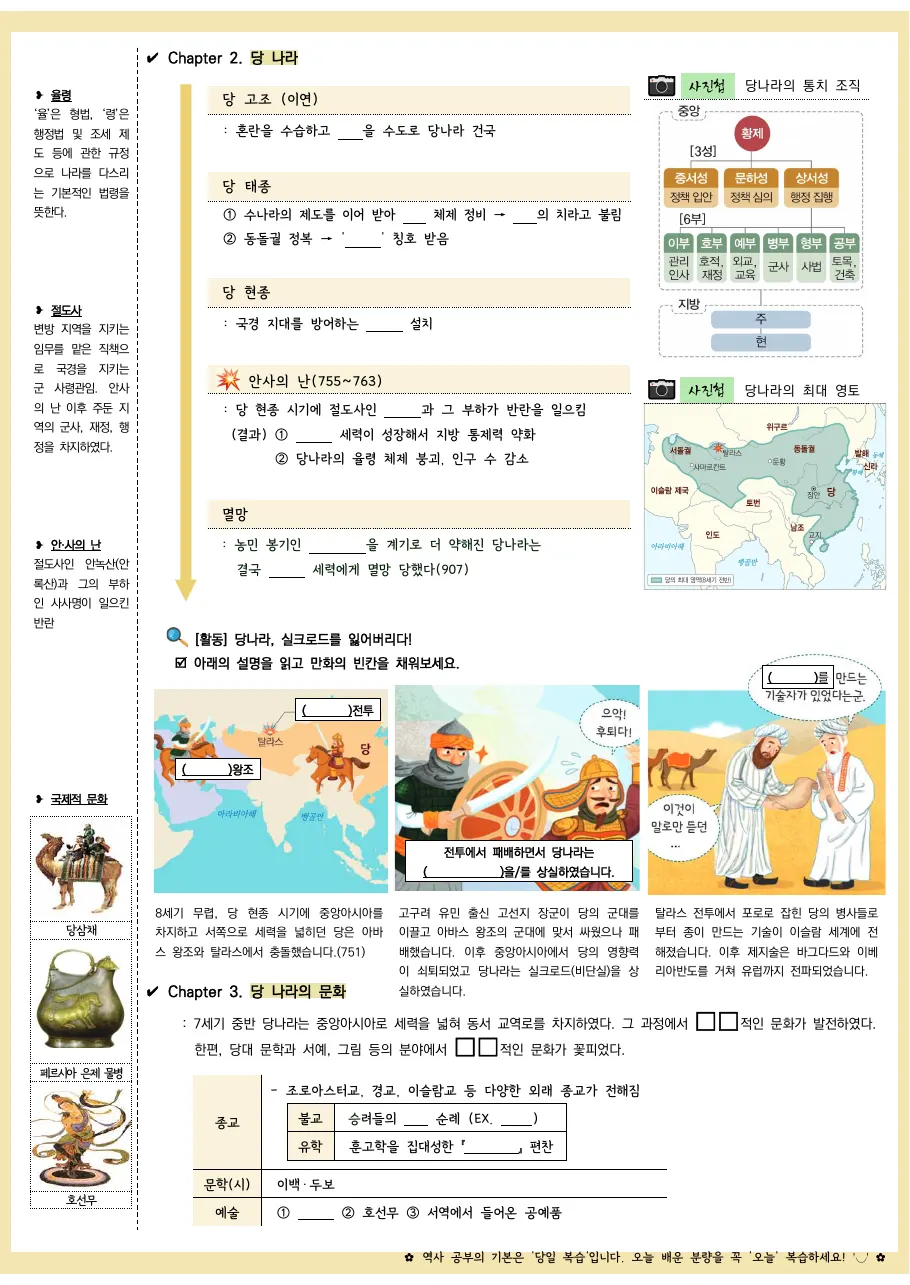 ✔ Chapter 2. 당 나라
❥ 율령
‘율’은 형법, ‘령’은
행정법 및 조세 제
도 등에 관한 규정
으로 나라를 다스리
는 기본적인 법령을
뜻한다.
❥ 절도사
변방 지역을 지키는
임무를 맡은 직책으
로 국경을 지키는
군 사령관임. 안사
의 난 이후 주둔 지
역의 군사, 재정, 행
정을 차지하였다.
❥ 안·사의 난
절도사인 안녹산(안
록산)과 그의 부하
인 사사명이 일으킨
반란
❥ 국제적 문화
당삼채
페르시아 은제 물병
호선무
당 고조 (이연)
: 혼란을 수습하고 ___을 수도로 당나라 건국
당 태종
① 수나라의 제도를 이어 받아 ___ 체제 정비 → ___의 치라고 불림
② 동돌궐 정복 → '_____' 칭호 받음
당 현종
: 국경 지대를 방어하는 _____ 설치
안사의 난(755~763)
: 당 현종 시기에 절도사인 _____과 그 부하가 반란을 일으킴
(결과) ① _____ 세력이 성장해서 지방 통제력 약화
② 당나라의 율령 체제 붕괴, 인구 수 감소
멸망
: 농민 봉기인 ________을 계기로 더 약해진 당나라는
결국 _____ 세력에게 멸망 당했다(907)
사진첩 당나라의 통치 조직
중앙
황제
[3성]
중서성 문하성 상서성
정책 입안 정책 심의 행정 집행
[6부]
이부 호부 예부 병부 형부 공부
관리 인사 호적, 재정 외교, 교육 군사 사법 토목, 건축
지방
주
현
사진첩 당나라의 최대 영토
위구르
서돌궐 탈라스 동돌궐 발해 동해
사마르칸트 둔황 황해 신라
이슬람 제국 장안 당
토번
인도 남조 교지
아라비아해 벵골만
당의 최대 영역(8세기 전반)
[활동] 당나라, 실크로드를 잃어버리다!
☑ 아래의 설명을 읽고 만화의 빈칸을 채워보세요.
(_______)전투
탈라스 당
(_______)왕조
아라비아해 벵골만
으악!
후퇴다!
전투에서 패배하면서 당나라는
(____________)을/를 상실하였습니다.
(_______)를 만드는
기술자가 있었다는군.
이것이
말로만 듣던
...
8세기 무렵, 당 현종 시기에 중앙아시아를
차지하고 서쪽으로 세력을 넓히던 당은 아바
스 왕조와 탈라스에서 충돌했습니다.(751)
고구려 유민 출신 고선지 장군이 당의 군대를
이끌고 아바스 왕조의 군대에 맞서 싸웠으나 패
배했습니다. 이후 중앙아시아에서 당의 영향력
이 쇠퇴되었고 당나라는 실크로드(비단실)을 상
실하였습니다.
탈라스 전투에서 포로로 잡힌 당의 병사들로
부터 종이 만드는 기술이 이슬람 세계에 전
해졌습니다. 이후 제지술은 바그다드와 이베
리아반도를 거쳐 유럽까지 전파되었습니다.
✔ Chapter 3. 당 나라의 문화
: 7세기 중반 당나라는 중앙아시아로 세력을 넓혀 동서 교역로를 차지하였다. 그 과정에서 □□적인 문화가 발전하였다.
한편, 당대 문학과 서예, 그림 등의 분야에서 □□적인 문화가 꽃피었다.
종교
- 조로아스터교, 경교, 이슬람교 등 다양한 외래 종교가 전해짐
불교 승려들의 ___ 순례 (EX. ____)
유학 훈고학을 집대성한 『________』 편찬
문학(시) 이백·두보
예술 ① _____ ② 호선무 ③ 서역에서 들어온 공예품
✿ 역사 공부의 기본은 '당일 복습'입니다. 오늘 배운 분량을 꼭 '오늘' 복습하세요! '◡' ✿